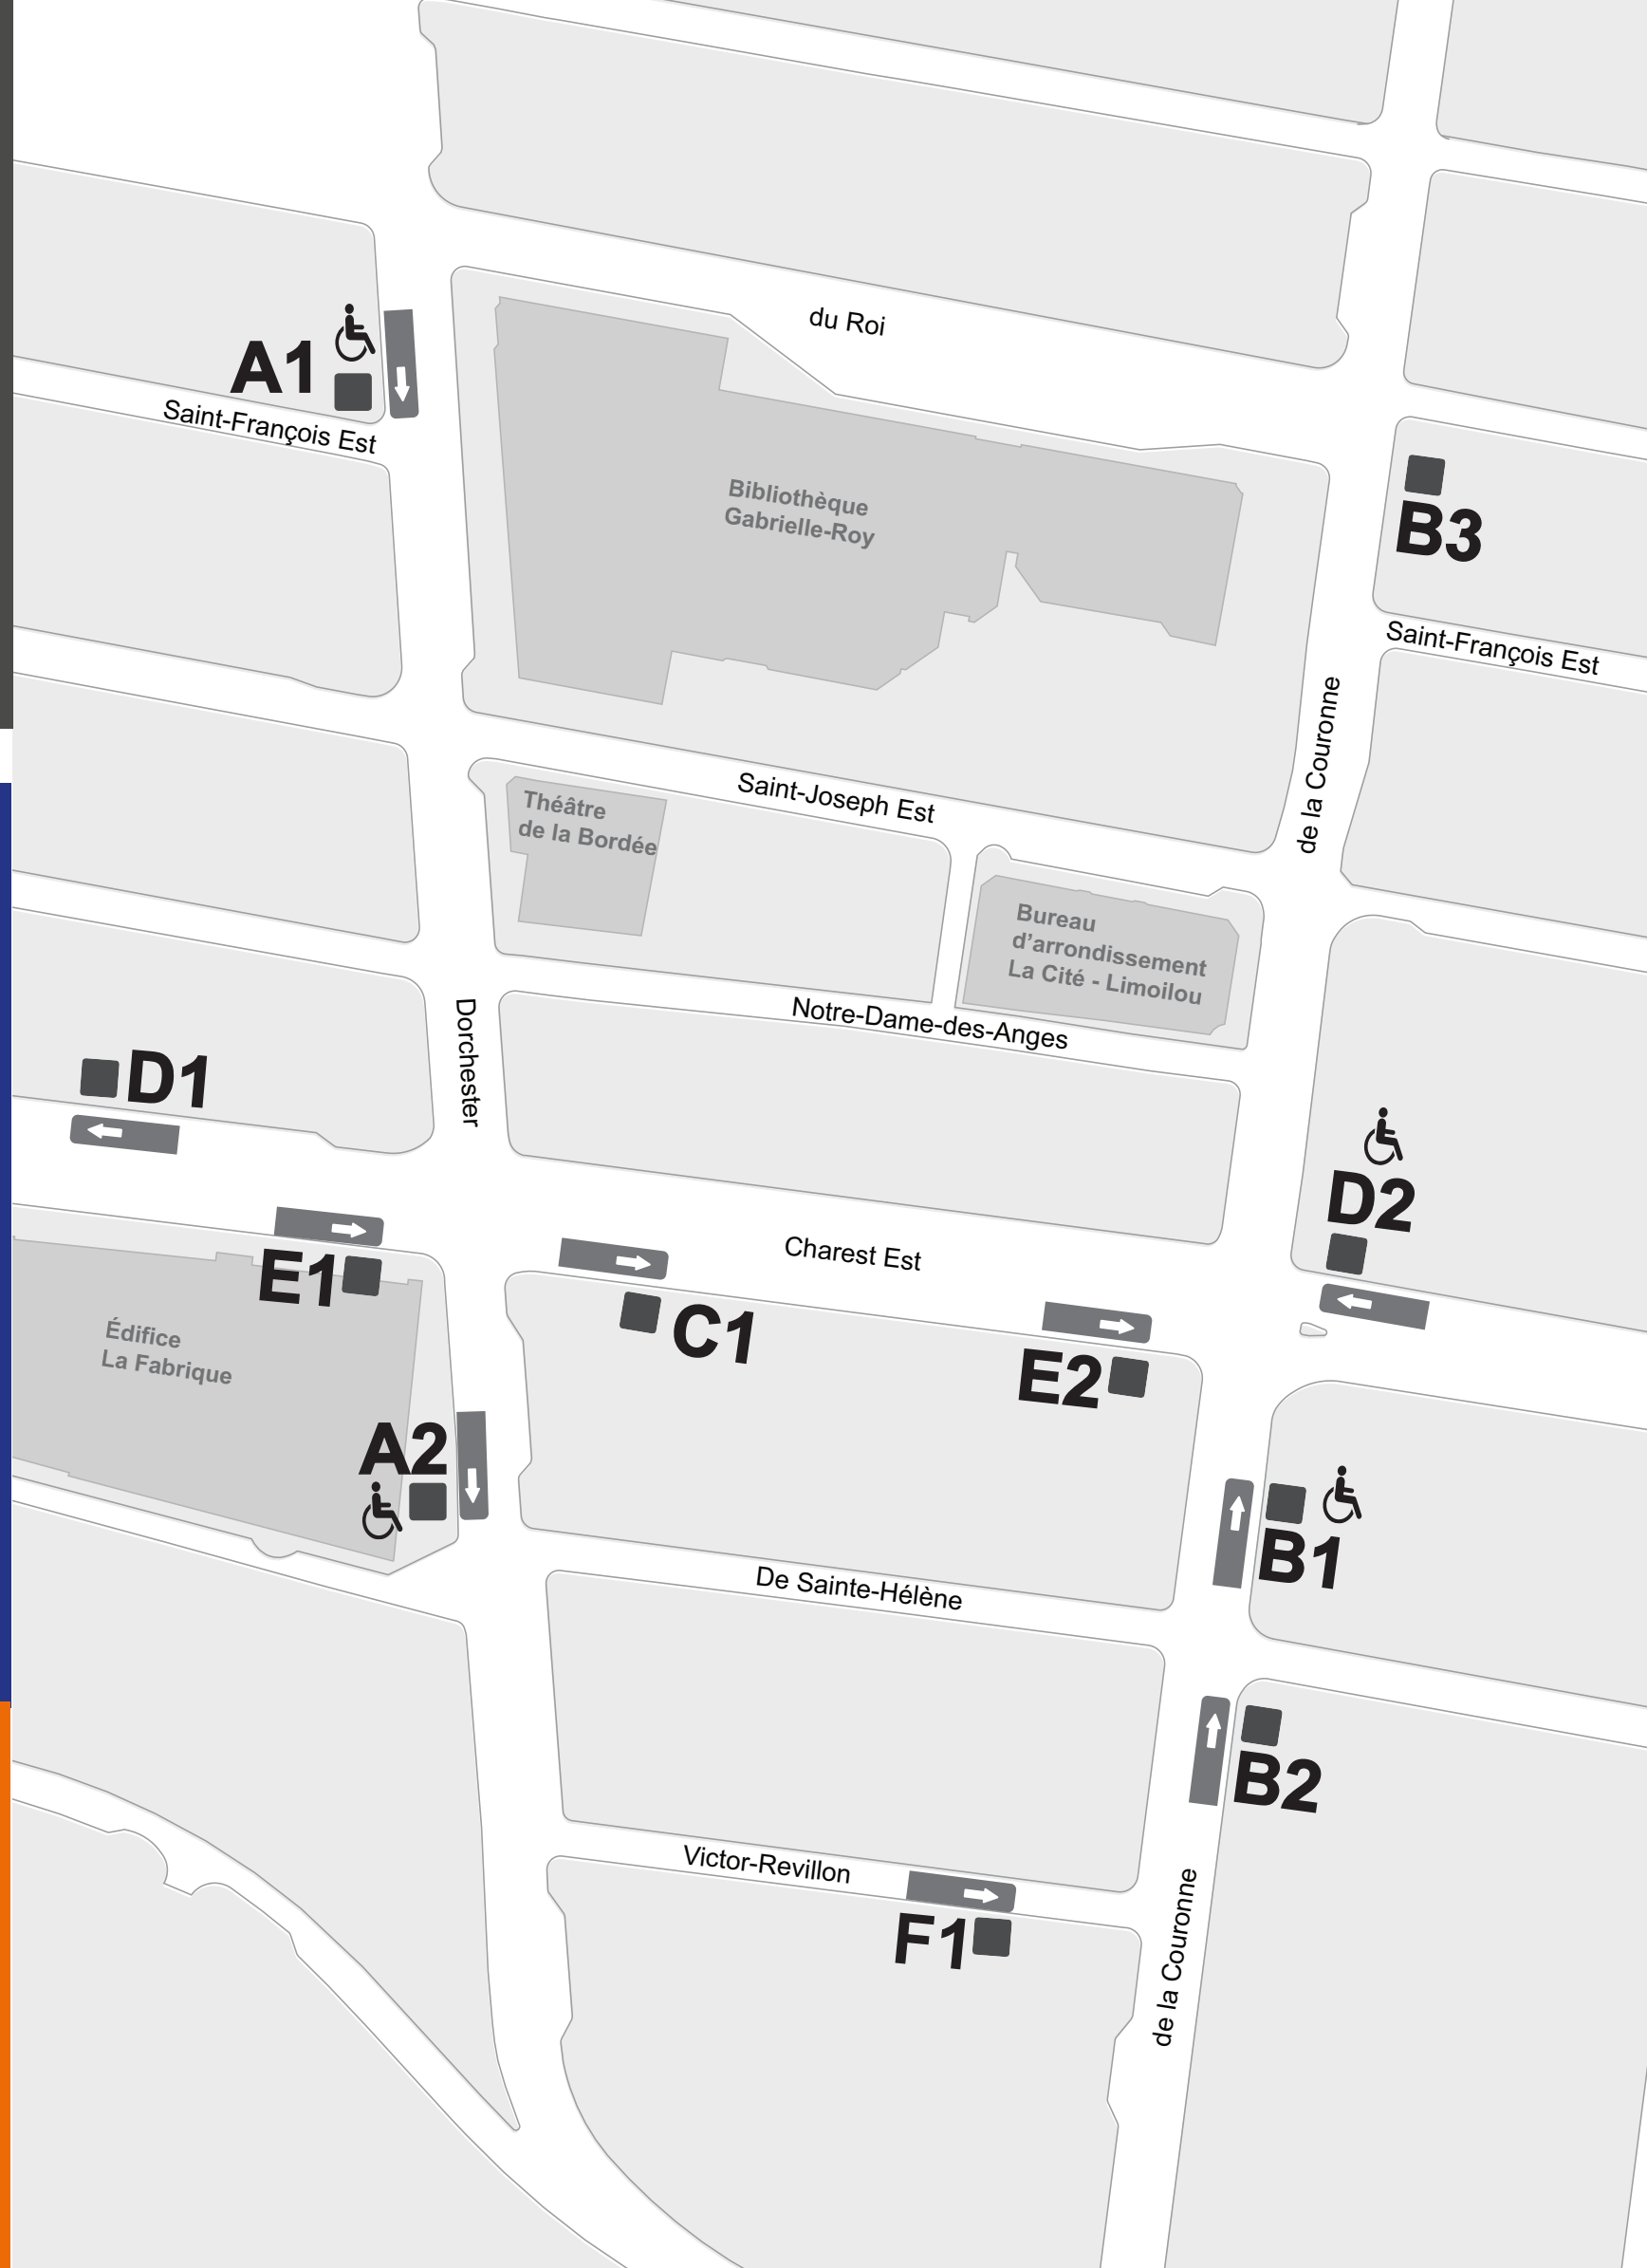 du Roi
A1
Saint-François Est
Bibliothèque
Gabrielle-Roy
B3
Saint-François Est
de la Couronne
Saint-Joseph Est
Théâtre
de la Bordée
Bureau
d’arrondissement
La Cité - Limoilou
Notre-Dame-des-Anges
Dorchester
D1
D2
Charest Est
E1
C1
E2
Édifice
La Fabrique
A2
B1
De Sainte-Hélène
B2
Victor-Revillon
F1
de la Couronne